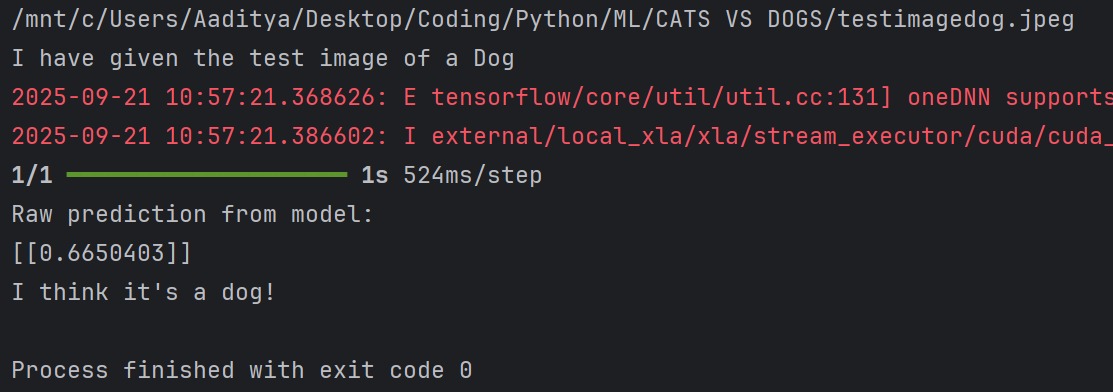 /mnt/c/Users/Aaditya/Desktop/Coding/Python/ML/CATS VS DOGS/testimagedog.jpeg
I have given the test image of a Dog
2025-09-21 10:57:21.368626: E tensorflow/core/util/util.cc:131] oneDNN supports
2025-09-21 10:57:21.386602: I external/local_xla/xla/stream_executor/cuda/cuda_
1/1 ━━━━━━━━━━━━━━━━━━━━ 1s 524ms/step
Raw prediction from model:
[[0.6650403]]
I think it's a dog!
Process finished with exit code 0